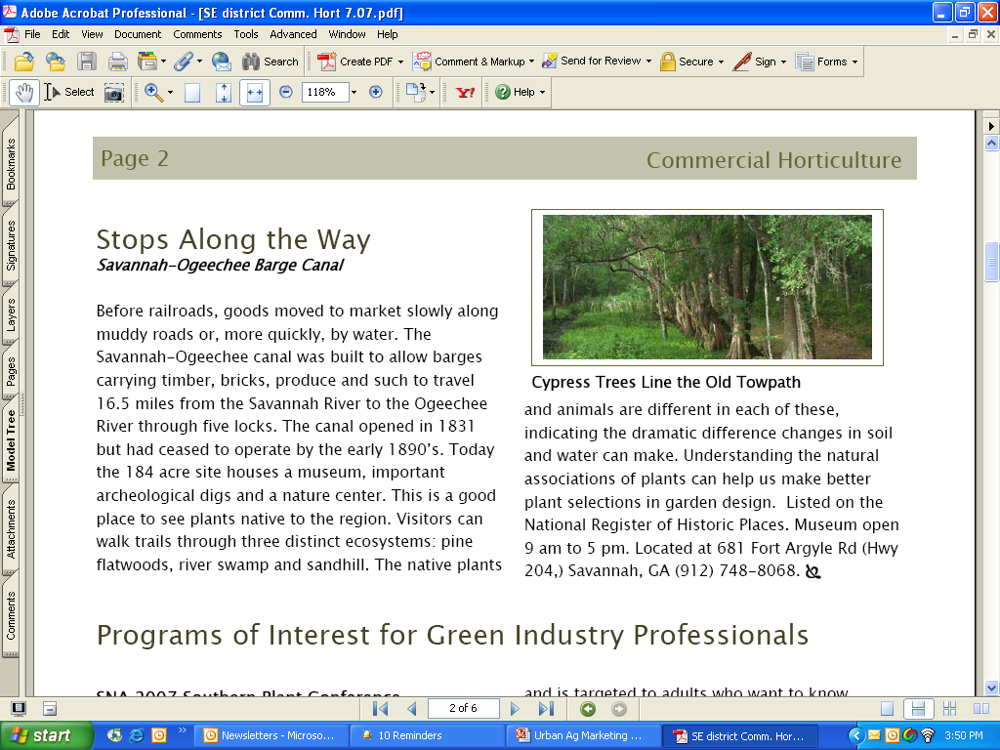 Adobe Acrobat Professional - [SE district Comm. Hort 7.07.pdf]
File Edit View Document Comments Tools Advanced Window Help
Search Create PDF Comment & Markup Send for Review Secure Sign Forms
Select 118% Y! Help
Bookmarks
Signatures
Layers
Pages
Model Tree
Attachments
Comments
Page 2 Commercial Horticulture
Stops Along the Way
Savannah-Ogeechee Barge Canal
Before railroads, goods moved to market slowly along
muddy roads or, more quickly, by water. The
Savannah-Ogeechee canal was built to allow barges
carrying timber, bricks, produce and such to travel
16.5 miles from the Savannah River to the Ogeechee
River through five locks. The canal opened in 1831
but had ceased to operate by the early 1890's. Today
the 184 acre site houses a museum, important
archeological digs and a nature center. This is a good
place to see plants native to the region. Visitors can
walk trails through three distinct ecosystems: pine
flatwoods, river swamp and sandhill. The native plants
Cypress Trees Line the Old Towpath
and animals are different in each of these,
indicating the dramatic difference changes in soil
and water can make. Understanding the natural
associations of plants can help us make better
plant selections in garden design. Listed on the
National Register of Historic Places. Museum open
9 am to 5 pm. Located at 681 Fort Argyle Rd (Hwy
204,) Savannah, GA (912) 748-8068.
Programs of Interest for Green Industry Professionals
SNA 2007 Southern Plant Conference
and is targeted to adults who want to know
2 of 6
start Newsletters - Microso... 10 Reminders Urban Ag Marketing ... SE district Comm. Hor... 3:50 PM